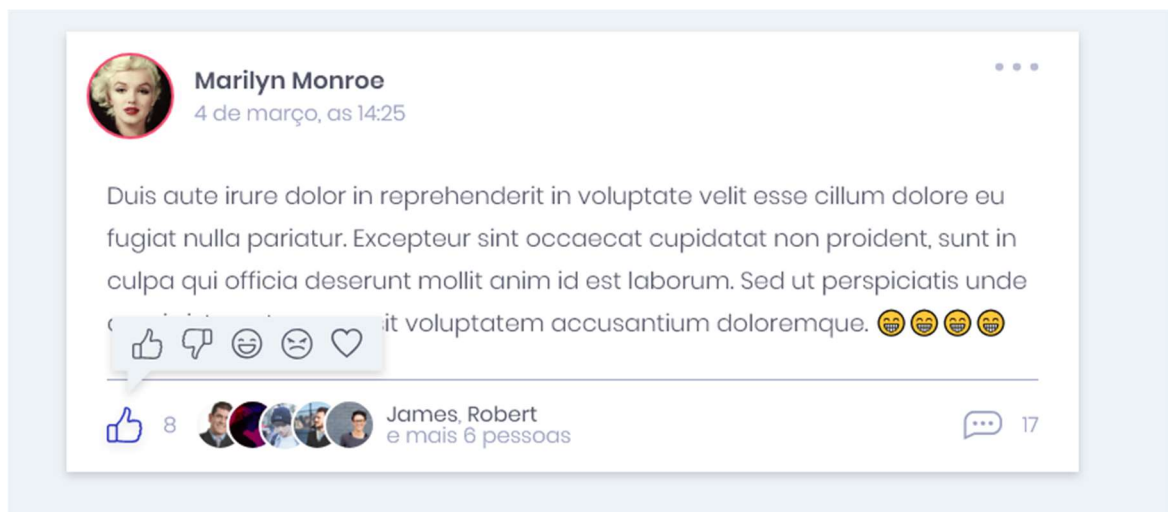 Marilyn Monroe
4 de março, as 14:25
Duis aute irure dolor in reprehenderit in voluptate velit esse cillum dolore eu
fugiat nulla pariatur. Excepteur sint occaecat cupidatat non proident, sunt in
culpa qui officia deserunt mollit anim id est laborum. Sed ut perspiciatis unde
sit voluptatem accusantium doloremque. 😁😁😁😁
8
James, Robert
e mais 6 pessoas
17